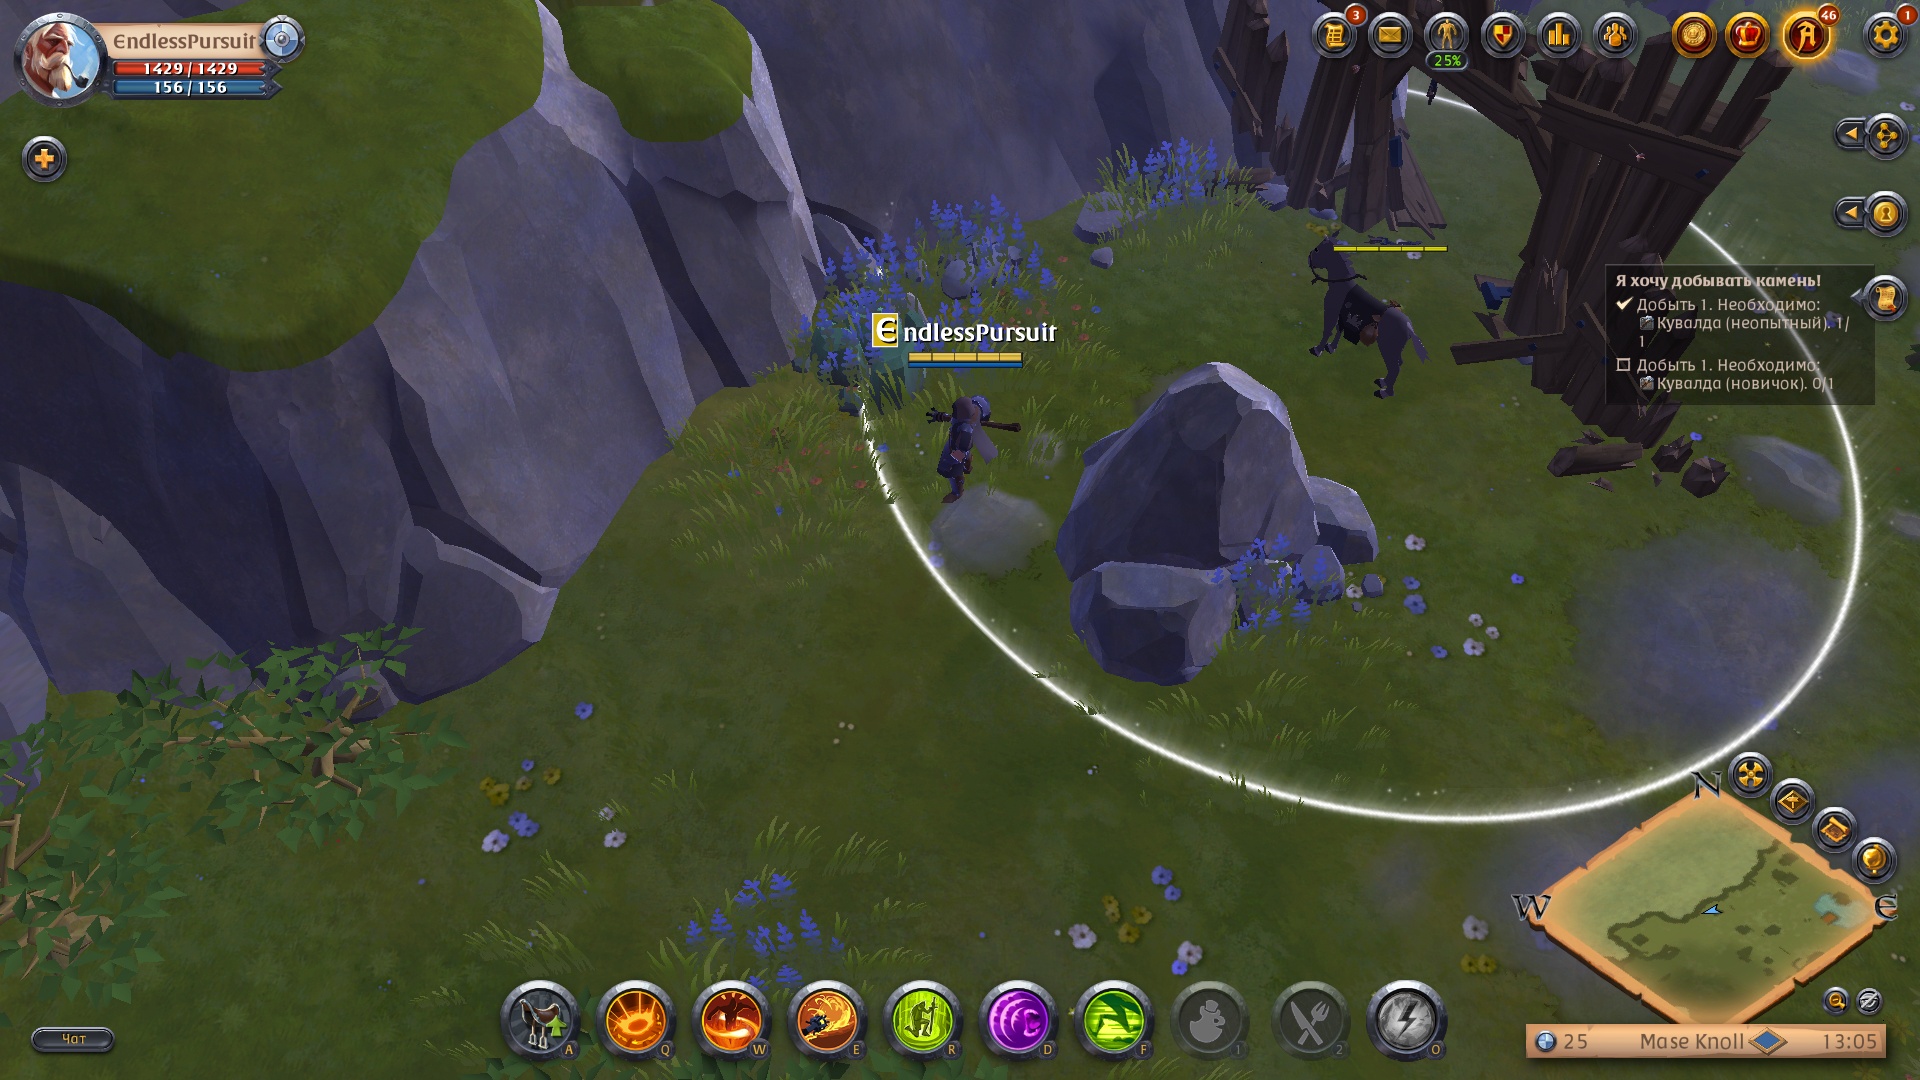 EndlessPursuit
1429 / 1429
156 / 156
3
25%
46
1
Я хочу добывать камень!
Добыть 1. Необходимо:
Кувалда (неопытный). 1/
1
Добыть 1. Необходимо:
Кувалда (новичок). 0/1
EndlessPursuit
N
W
E
A
Q
W
E
R
D
F
1
2
O
Чат
25
Mase Knoll
13:05